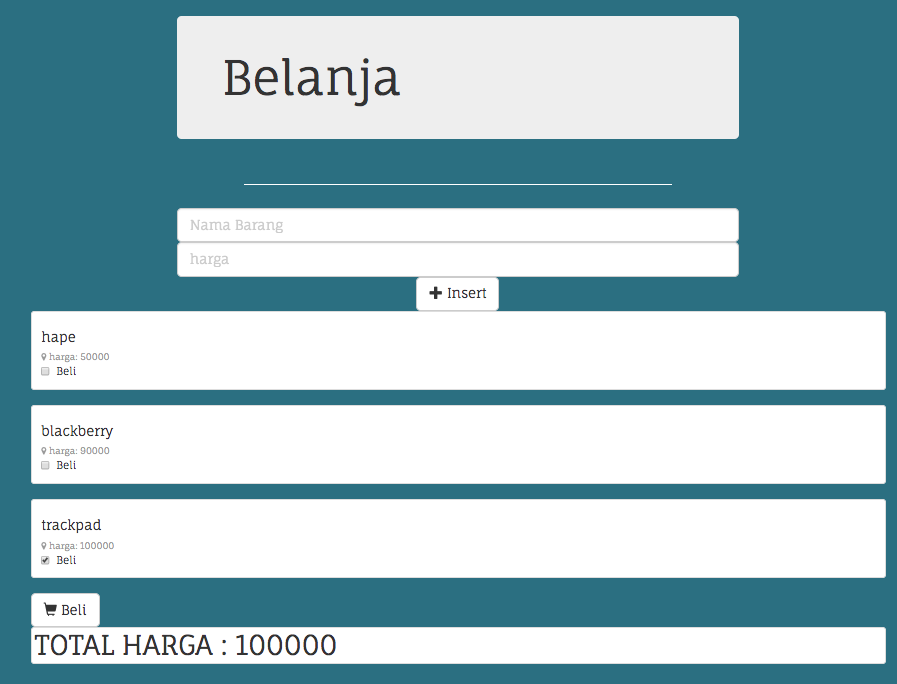 Belanja
Nama Barang
harga
Insert
hape
harga: 50000
Beli
blackberry
harga: 90000
Beli
trackpad
harga: 100000
Beli
Beli
TOTAL HARGA : 100000